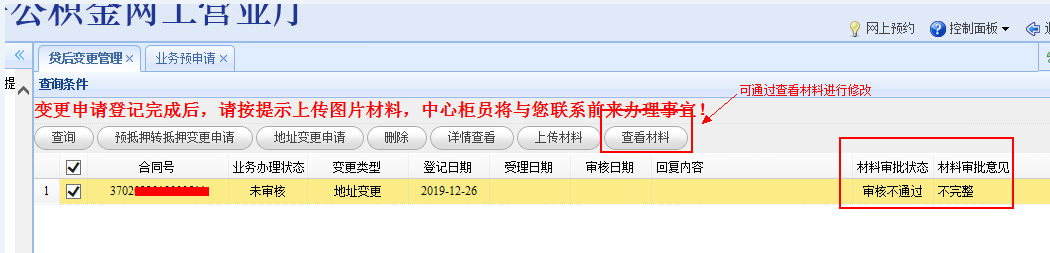 公积金网上营业厅
网上预约 控制面板
贷后变更管理 业务预申请
提
查询条件
可通过查看材料进行修改
变更申请登记完成后，请按提示上传图片材料，中心柜员将与您联系前来办理事宜！
查询 预抵押转抵押变更申请 地址变更申请 删除 详情查看 上传材料 查看材料
合同号 业务办理状态 变更类型 登记日期 受理日期 审核日期 回复内容 材料审批状态 材料审批意见
1 未审核 地址变更 2019-12-26 审核不通过 不完整